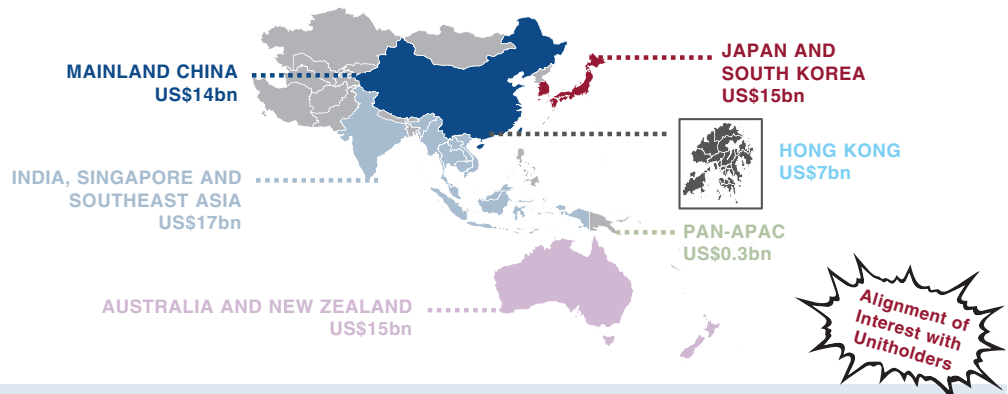 MAINLAND CHINA
US$14bn
JAPAN AND
SOUTH KOREA
US$15bn
HONG KONG
US$7bn
INDIA, SINGAPORE AND
SOUTHEAST ASIA
US$17bn
PAN-APAC
US$0.3bn
AUSTRALIA AND NEW ZEALAND
US$15bn
Alignment of
Interest with
Unitholders